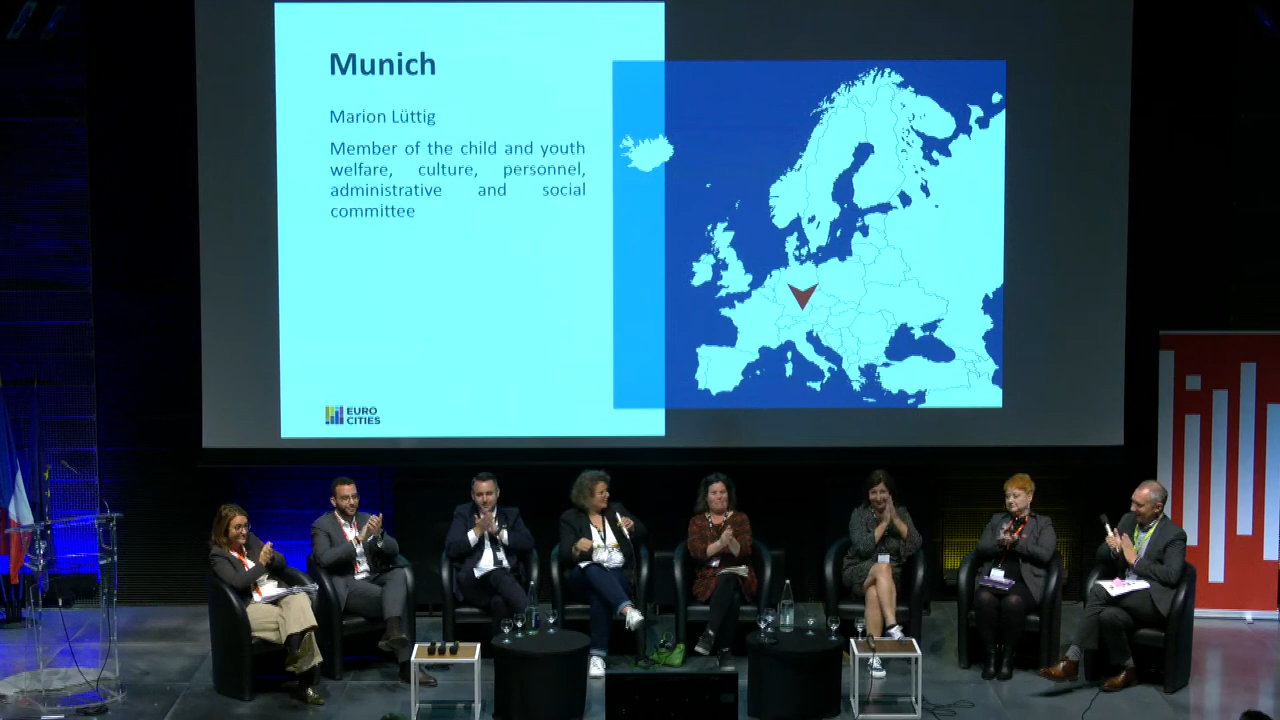 Munich
Marion Lüttig
Member of the child and youth
welfare, culture, personnel,
administrative and social
committee
EURO
CITIES